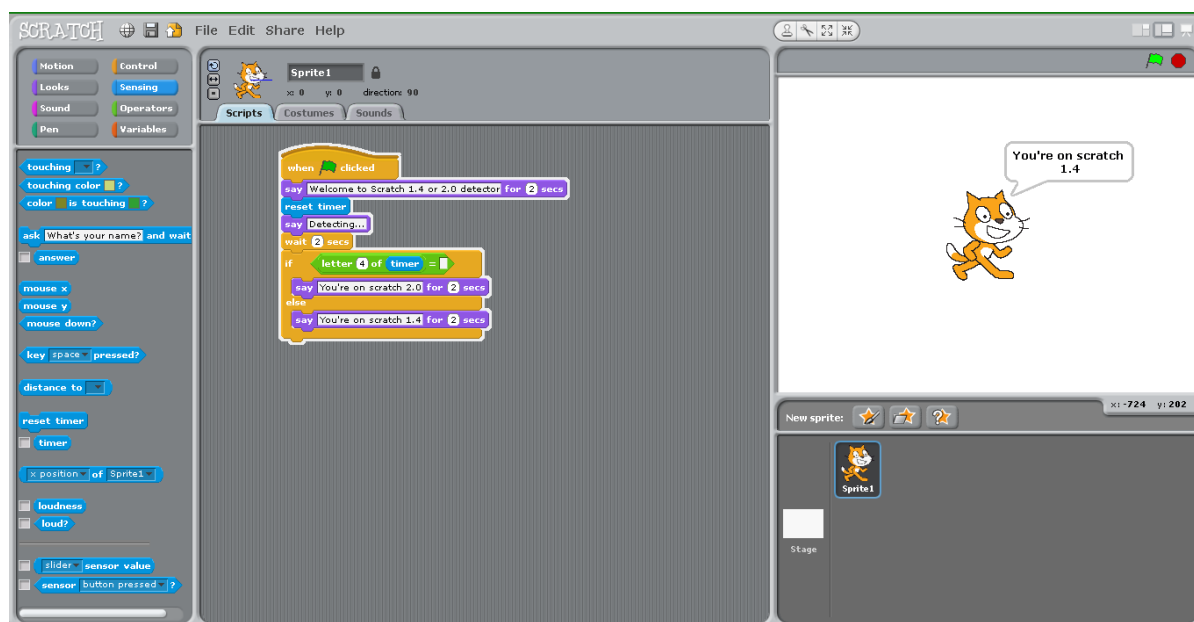 SCRATCH File Edit Share Help
Motion Control
Looks Sensing
Sound Operators
Pen Variables
touching ?
touching color ?
color is touching ?
ask What's your name? and wait
answer
mouse x
mouse y
mouse down?
key space pressed?
distance to
reset timer
timer
x position of Sprite1
loudness
loud?
slider sensor value
sensor button pressed ?
Sprite1
x: 0 y: 0 direction: 90
Scripts Costumes Sounds
when clicked
say Welcome to Scratch 1.4 or 2.0 detector for 2 secs
reset timer
say Detecting...
wait 2 secs
if letter 4 of timer =
say You're on scratch 2.0 for 2 secs
else
say You're on scratch 1.4 for 2 secs
You're on scratch
1.4
x: -724 y: 202
New sprite:
Sprite1
Stage